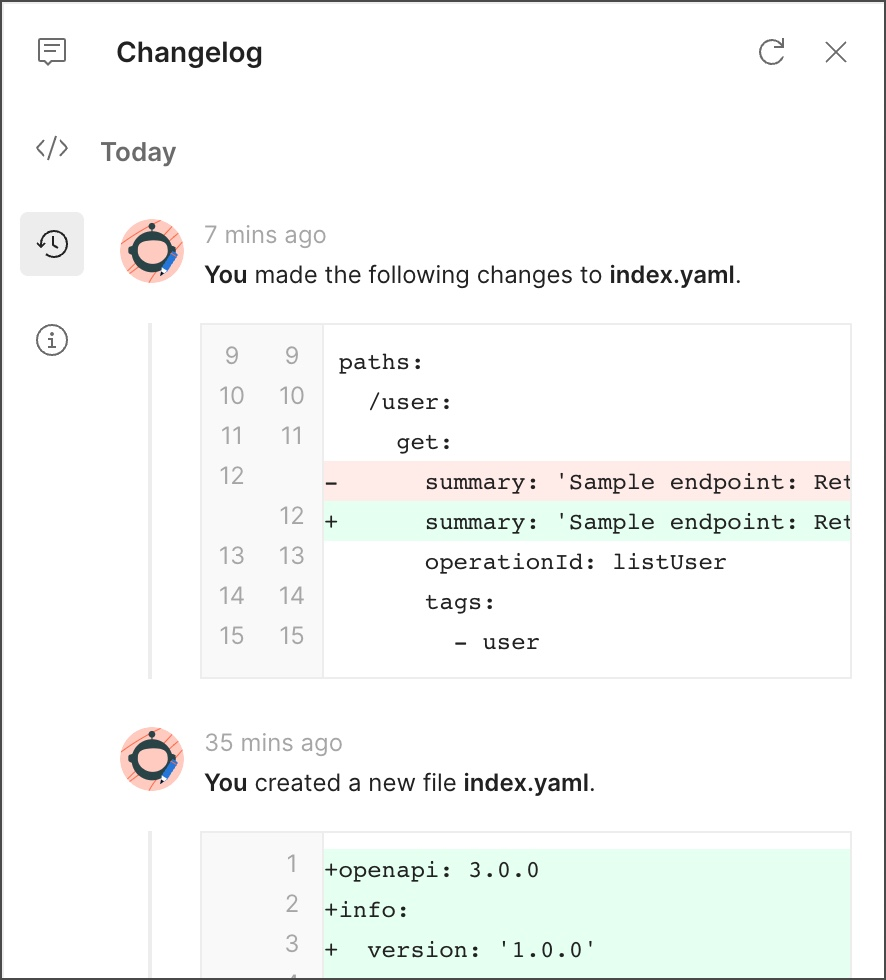 Changelog
Today
7 mins ago
You made the following changes to index.yaml.
9 9 paths:
10 10 /user:
11 11 get:
12 - summary: 'Sample endpoint: Ret
12 + summary: 'Sample endpoint: Ret
13 13 operationId: listUser
14 14 tags:
15 15 - user
35 mins ago
You created a new file index.yaml.
1 +openapi: 3.0.0
2 +info:
3 + version: '1.0.0'